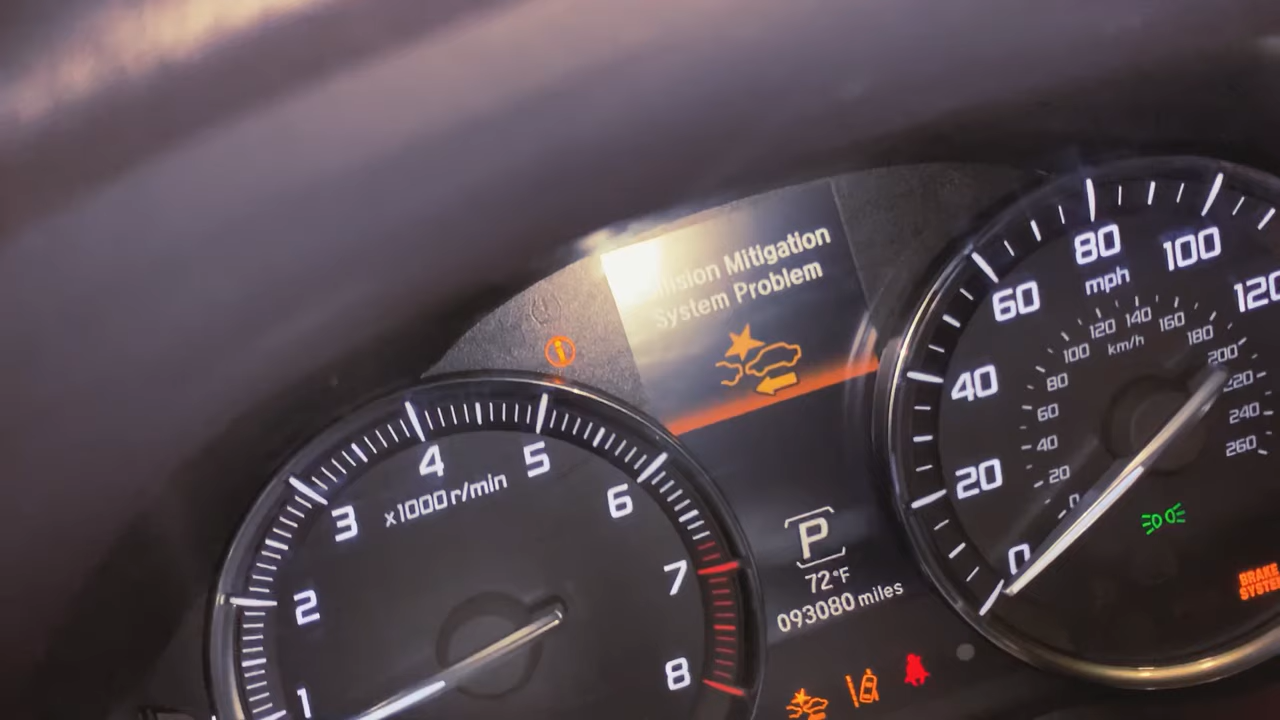 Mitigation
System Problem
4
5
x1000 r/min
3
6
2
7
1
8
P
72°F
093080 miles
80
100
mph
60
120
40
20
0
140
160
120
180
100
km/h
200
80
220
60
240
40
260
20
0
BRAKE
SYSTEM